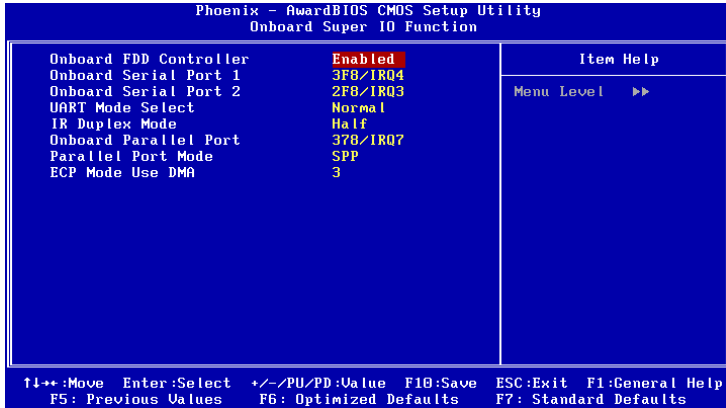 Phoenix - AwardBIOS CMOS Setup Utility
Onboard Super IO Function
Onboard FDD Controller Enabled
Onboard Serial Port 1 3F8/IRQ4
Onboard Serial Port 2 2F8/IRQ3
UART Mode Select Normal
IR Duplex Mode Half
Onboard Parallel Port 378/IRQ7
Parallel Port Mode SPP
ECP Mode Use DMA 3
Item Help
Menu Level ▶▶
↑↓→←:Move Enter:Select +/-/PU/PD:Value F10:Save ESC:Exit F1:General Help
F5: Previous Values F6: Optimized Defaults F7: Standard Defaults